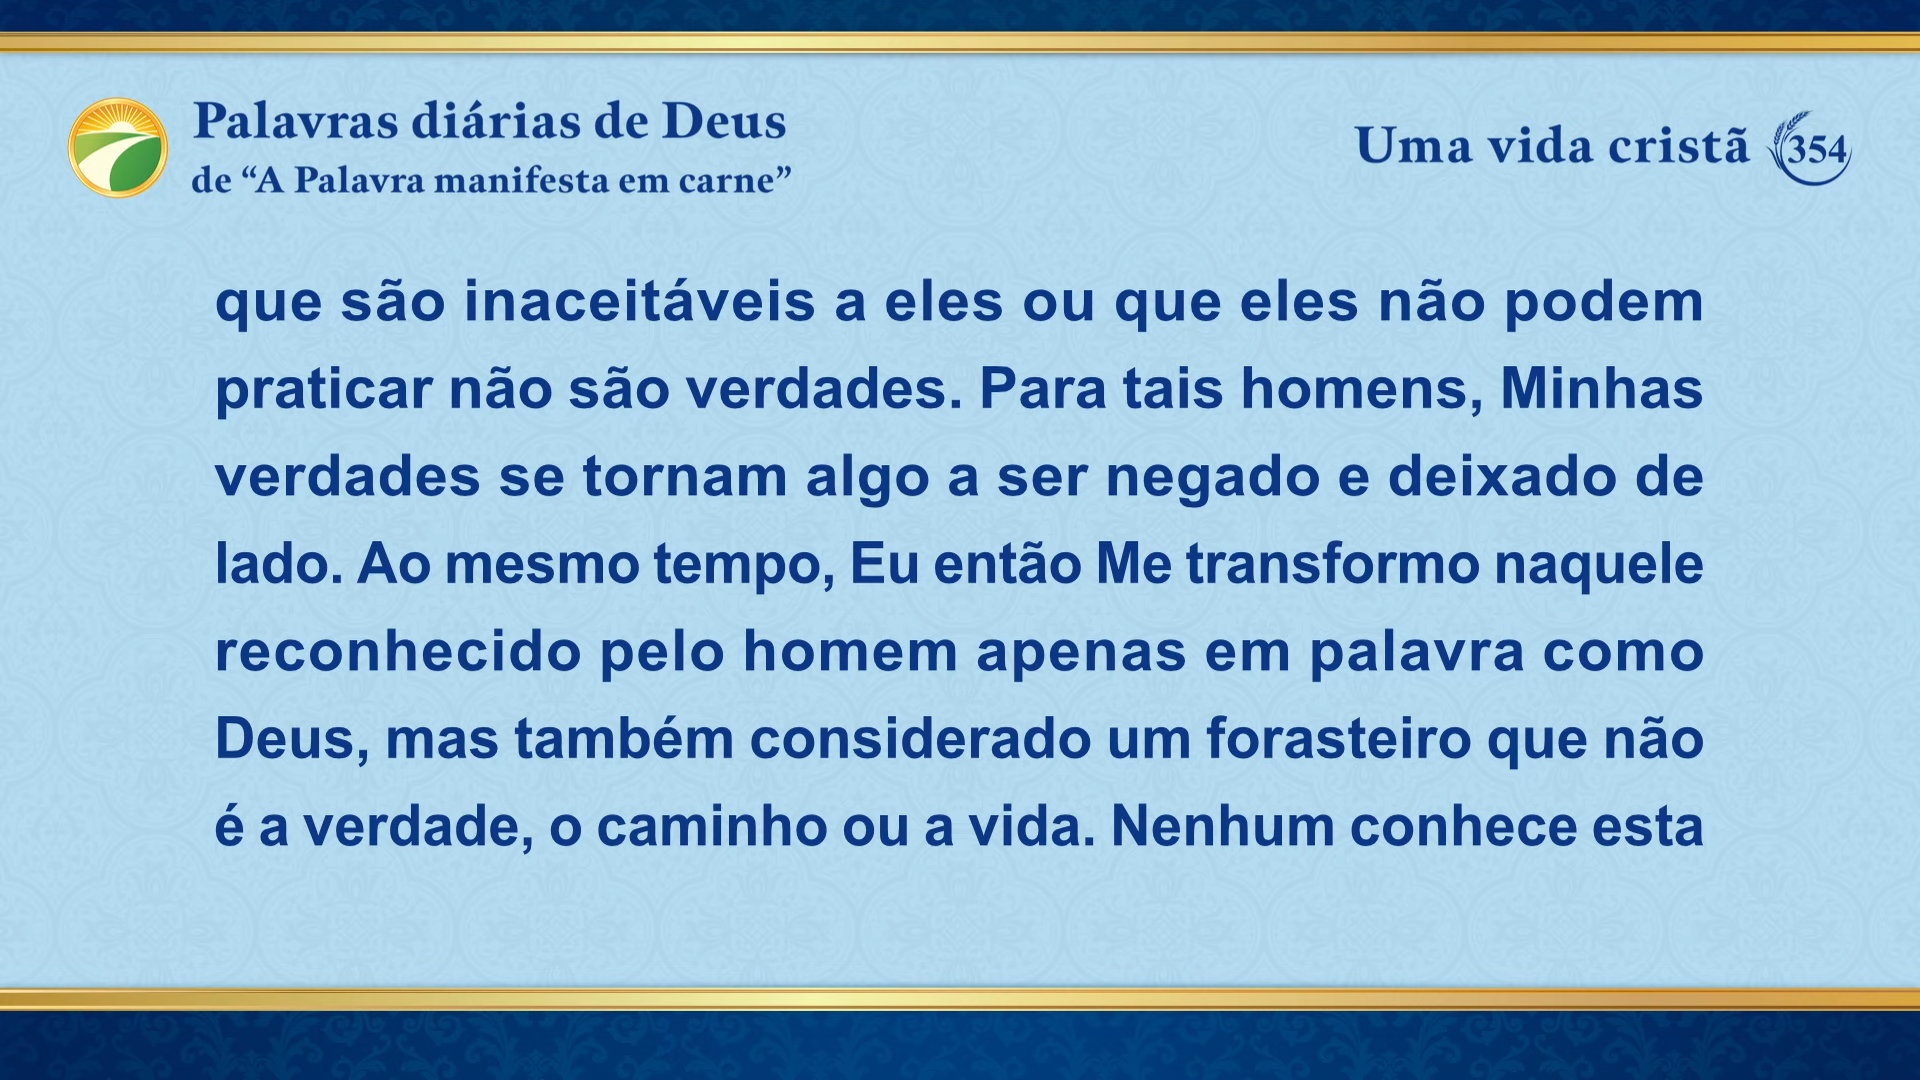 Palavras diárias de Deus
de “A Palavra manifesta em carne”
Uma vida cristã 354
que são inaceitáveis a eles ou que eles não podem
praticar não são verdades. Para tais homens, Minhas
verdades se tornam algo a ser negado e deixado de
lado. Ao mesmo tempo, Eu então Me transformo naquele
reconhecido pelo homem apenas em palavra como
Deus, mas também considerado um forasteiro que não
é a verdade, o caminho ou a vida. Nenhum conhece esta